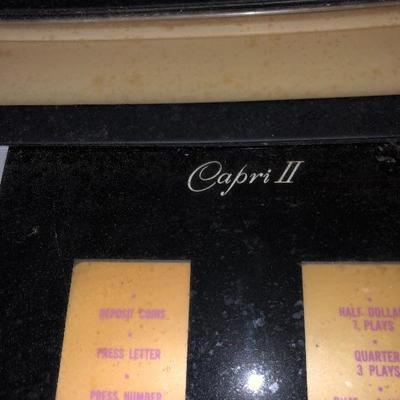 Capri II
DEPOSIT COINS
PRESS LETTER
PRESS NUMBER
HALF DOLLAR
7 PLAYS
QUARTER
3 PLAYS